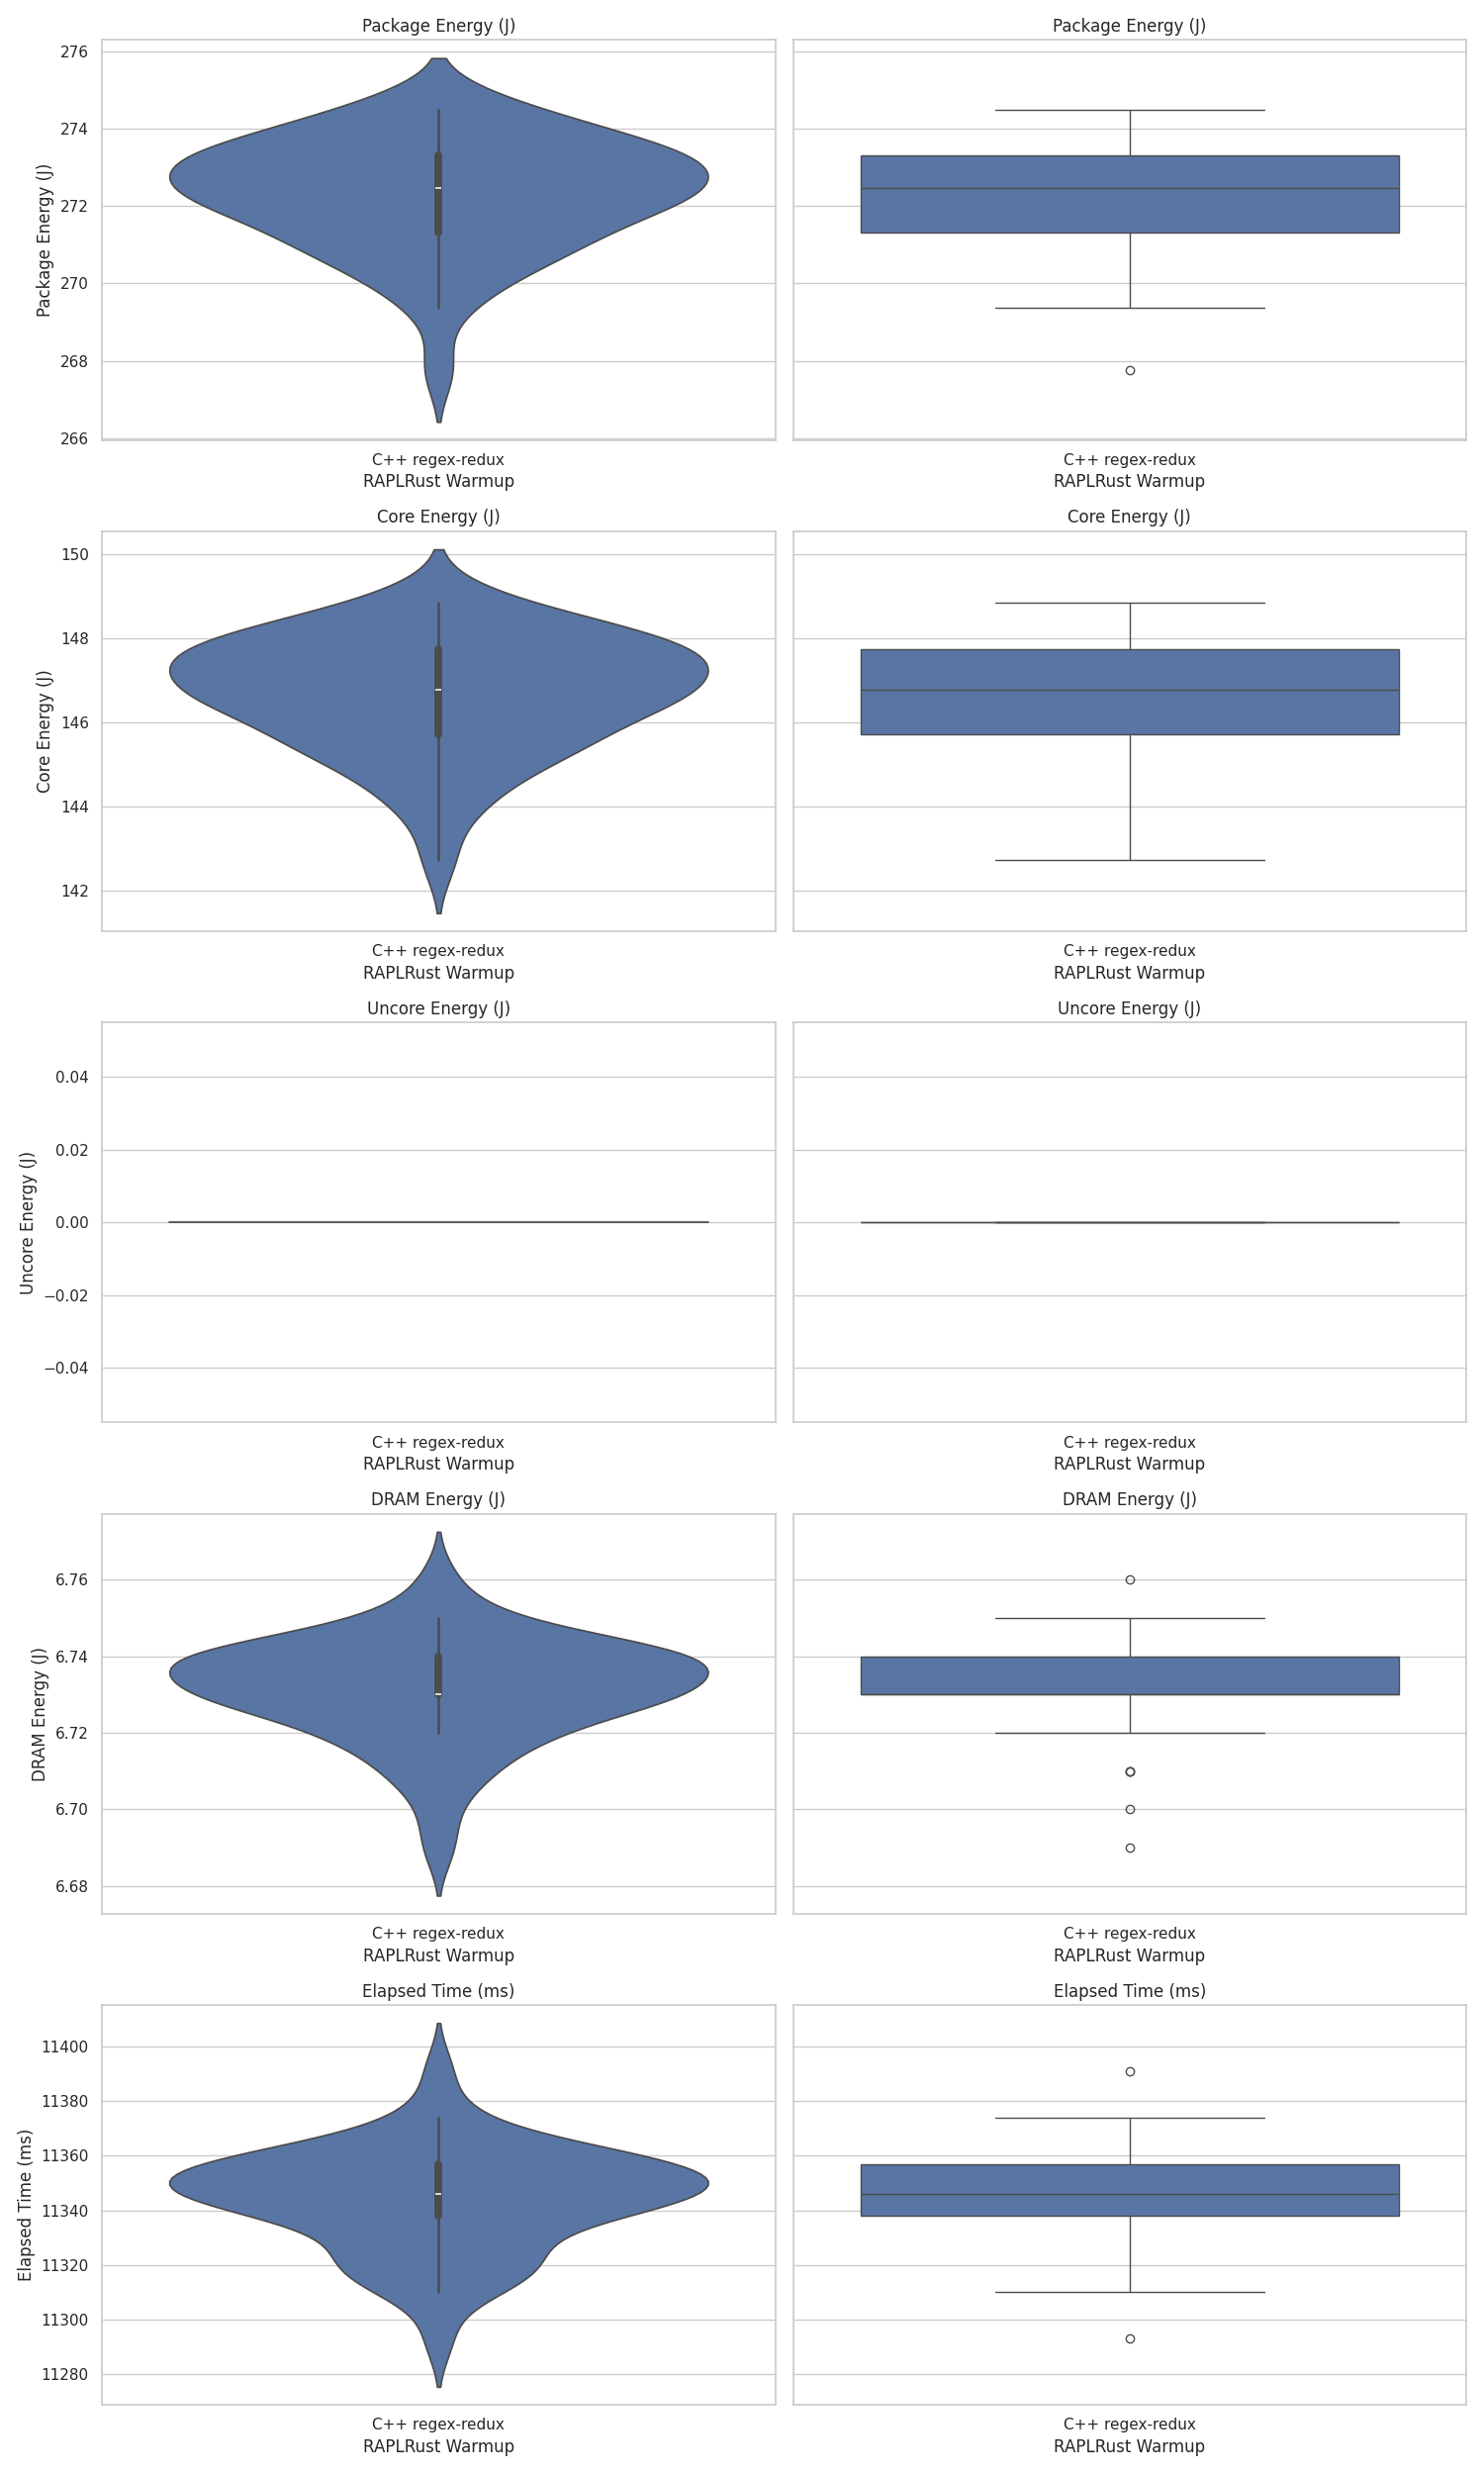 Package Energy (J)
Package Energy (J)
276
274
272
270
268
266
Package Energy (J)
C++ regex-redux
RAPLRust Warmup
C++ regex-redux
RAPLRust Warmup
Core Energy (J)
Core Energy (J)
150
148
146
144
142
Core Energy (J)
C++ regex-redux
RAPLRust Warmup
C++ regex-redux
RAPLRust Warmup
Uncore Energy (J)
Uncore Energy (J)
0.04
0.02
0.00
−0.02
−0.04
Uncore Energy (J)
C++ regex-redux
RAPLRust Warmup
C++ regex-redux
RAPLRust Warmup
DRAM Energy (J)
DRAM Energy (J)
6.76
6.74
6.72
6.70
6.68
DRAM Energy (J)
C++ regex-redux
RAPLRust Warmup
C++ regex-redux
RAPLRust Warmup
Elapsed Time (ms)
Elapsed Time (ms)
11400
11380
11360
11340
11320
11300
11280
Elapsed Time (ms)
C++ regex-redux
RAPLRust Warmup
C++ regex-redux
RAPLRust Warmup